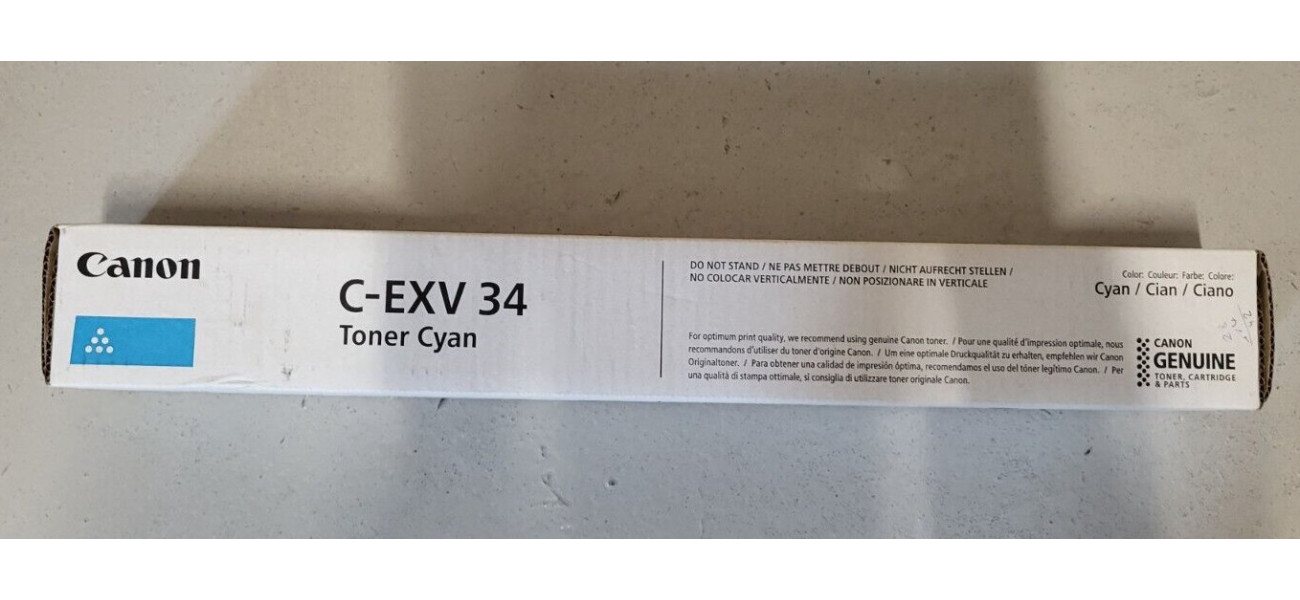 Canon
C-EXV 34
Toner Cyan
DO NOT STAND / NE PAS METTRE DEBOUT / NICHT AUFRECHT STELLEN /
NO COLOCAR VERTICALMENTE / NON POSIZIONARE IN VERTICALE
For optimum print quality, we recommend using genuine Canon toner. / Pour une qualité d'impression optimale, nous
recommandons d'utiliser du toner d'origine Canon. / Um eine optimale Druckqualität zu erhalten, empfehlen wir Canon
Originaltoner. / Para obtener una calidad de impresión óptima, recomendamos el uso del tóner legítimo Canon. / Per
una qualità di stampa ottimale, si consiglia di utilizzare toner originale Canon.
Color: Couleur: Farbe: Colore:
Cyan / Cian / Ciano
CANON
GENUINE
TONER, CARTRIDGE
& PARTS